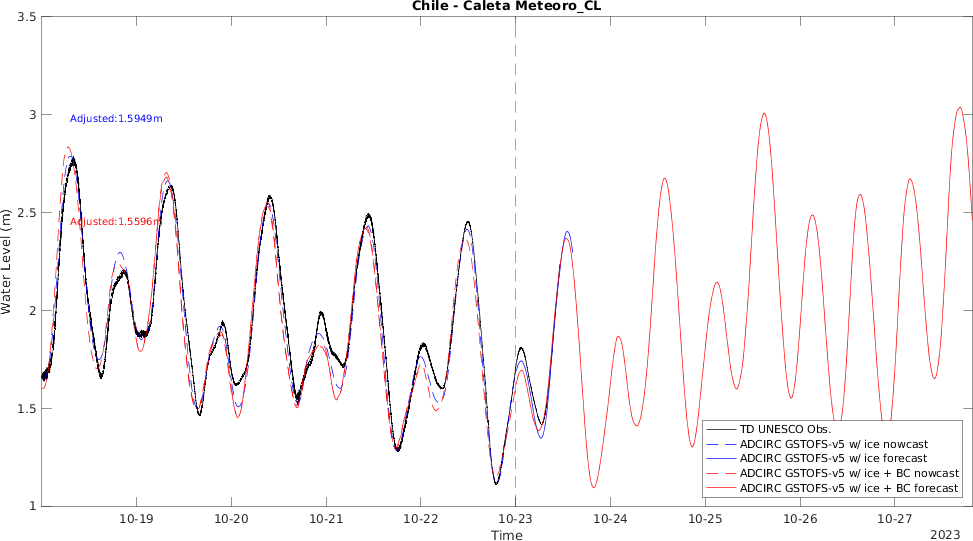 Chile - Caleta Meteoro_CL
3.5
3
2.5
2
1.5
1
Water Level (m)
Adjusted:1.5949m
Adjusted:1.5596m
TD UNESCO Obs.
ADCIRC GSTOFS-v5 w/ ice nowcast
ADCIRC GSTOFS-v5 w/ ice forecast
ADCIRC GSTOFS-v5 w/ ice + BC nowcast
ADCIRC GSTOFS-v5 w/ ice + BC forecast
10-19 10-20 10-21 10-22 10-23 10-24 10-25 10-26 10-27
Time
2023